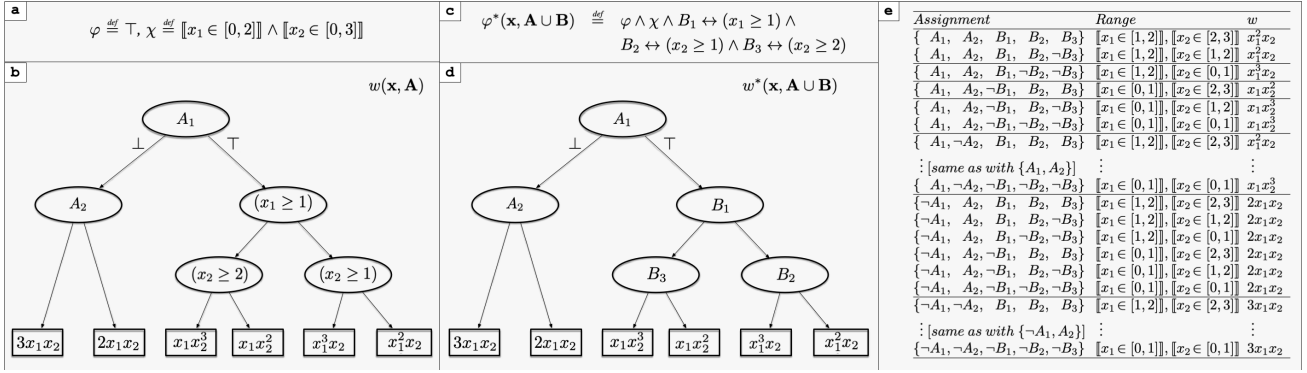 a
φ ≝ ⊤, χ ≝ ⟦x₁ ∈ [0, 2]⟧ ∧ ⟦x₂ ∈ [0, 3]⟧
b
w(x, A)
A₁
⊥ ⊤
A₂ (x₁ ≥ 1)
(x₂ ≥ 2) (x₂ ≥ 1)
3x₁x₂ 2x₁x₂ x₁x₂³ x₁x₂² x₁³x₂ x₁²x₂
c
φ*(x, A ∪ B) ≝ φ ∧ χ ∧ B₁ ↔ (x₁ ≥ 1) ∧
B₂ ↔ (x₂ ≥ 1) ∧ B₃ ↔ (x₂ ≥ 2)
d
w*(x, A ∪ B)
A₁
⊥ ⊤
A₂ B₁
B₃ B₂
3x₁x₂ 2x₁x₂ x₁x₂³ x₁x₂² x₁³x₂ x₁²x₂
e
Assignment Range w
{ A₁, A₂, B₁, B₂, B₃} ⟦x₁ ∈ [1, 2]⟧, ⟦x₂ ∈ [2, 3]⟧ x₁²x₂
{ A₁, A₂, B₁, B₂, ¬B₃} ⟦x₁ ∈ [1, 2]⟧, ⟦x₂ ∈ [1, 2]⟧ x₁²x₂
{ A₁, A₂, B₁, ¬B₂, ¬B₃} ⟦x₁ ∈ [1, 2]⟧, ⟦x₂ ∈ [0, 1]⟧ x₁³x₂
{ A₁, A₂, ¬B₁, B₂, B₃} ⟦x₁ ∈ [0, 1]⟧, ⟦x₂ ∈ [2, 3]⟧ x₁x₂²
{ A₁, A₂, ¬B₁, B₂, ¬B₃} ⟦x₁ ∈ [0, 1]⟧, ⟦x₂ ∈ [1, 2]⟧ x₁x₂³
{ A₁, A₂, ¬B₁, ¬B₂, ¬B₃} ⟦x₁ ∈ [0, 1]⟧, ⟦x₂ ∈ [0, 1]⟧ x₁x₂³
{ A₁, ¬A₂, B₁, B₂, B₃} ⟦x₁ ∈ [1, 2]⟧, ⟦x₂ ∈ [2, 3]⟧ x₁²x₂
⋮ [same as with {A₁, A₂}] ⋮ ⋮
{ A₁, ¬A₂, ¬B₁, ¬B₂, ¬B₃} ⟦x₁ ∈ [0, 1]⟧, ⟦x₂ ∈ [0, 1]⟧ x₁x₂³
{¬A₁, A₂, B₁, B₂, B₃} ⟦x₁ ∈ [1, 2]⟧, ⟦x₂ ∈ [2, 3]⟧ 2x₁x₂
{¬A₁, A₂, B₁, B₂, ¬B₃} ⟦x₁ ∈ [1, 2]⟧, ⟦x₂ ∈ [1, 2]⟧ 2x₁x₂
{¬A₁, A₂, B₁, ¬B₂, ¬B₃} ⟦x₁ ∈ [1, 2]⟧, ⟦x₂ ∈ [0, 1]⟧ 2x₁x₂
{¬A₁, A₂, ¬B₁, B₂, B₃} ⟦x₁ ∈ [0, 1]⟧, ⟦x₂ ∈ [2, 3]⟧ 2x₁x₂
{¬A₁, A₂, ¬B₁, B₂, ¬B₃} ⟦x₁ ∈ [0, 1]⟧, ⟦x₂ ∈ [1, 2]⟧ 2x₁x₂
{¬A₁, A₂, ¬B₁, ¬B₂, ¬B₃} ⟦x₁ ∈ [0, 1]⟧, ⟦x₂ ∈ [0, 1]⟧ 2x₁x₂
{¬A₁, ¬A₂, B₁, B₂, B₃} ⟦x₁ ∈ [1, 2]⟧, ⟦x₂ ∈ [2, 3]⟧ 3x₁x₂
⋮ [same as with {¬A₁, A₂}] ⋮ ⋮
{¬A₁, ¬A₂, ¬B₁, ¬B₂, ¬B₃} ⟦x₁ ∈ [0, 1]⟧, ⟦x₂ ∈ [0, 1]⟧ 3x₁x₂